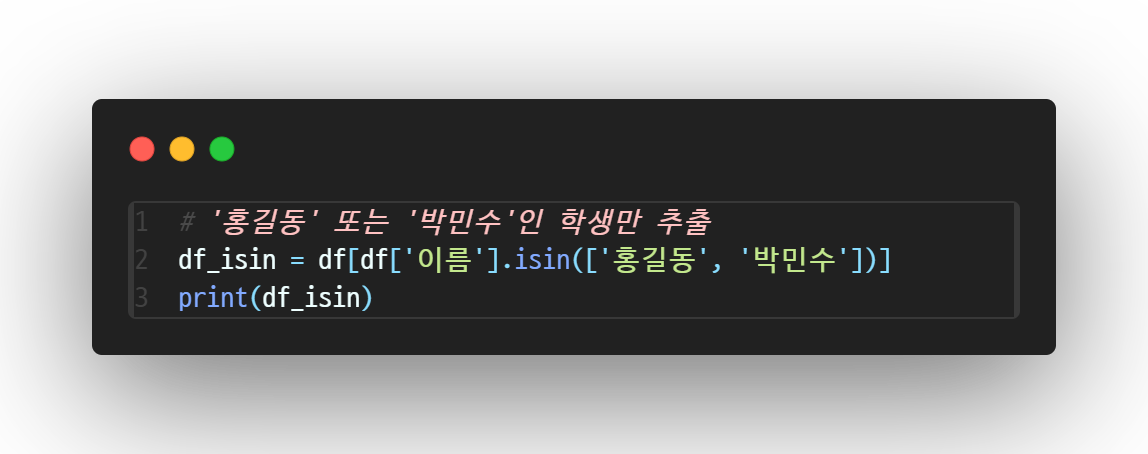 1 # '홍길동' 또는 '박민수'인 학생만 추출
2 df_isin = df[df['이름'].isin(['홍길동', '박민수'])]
3 print(df_isin)